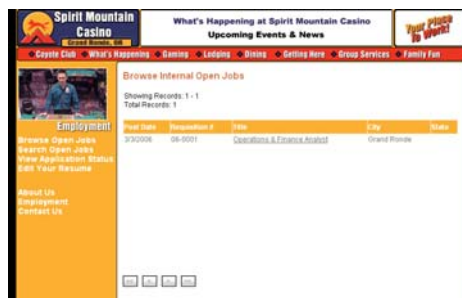 Spirit Mountain
Casino
Grand Ronde, OR
What's Happening at Spirit Mountain Casino
Upcoming Events & News
Your Place
To Work!
Coyote Club What's Happening Gaming Lodging Dining Getting Here Group Services Family Fun
Employment
Browse Open Jobs
Search Open Jobs
View Application Status
Edit Your Resume
About Us
Employment
Contact Us
Browse Internal Open Jobs
Showing Records: 1 - 1
Total Records: 1
Post Date Requisition # Title City State
3/3/2006 06-0001 Operations & Finance Analyst Grand Ronde